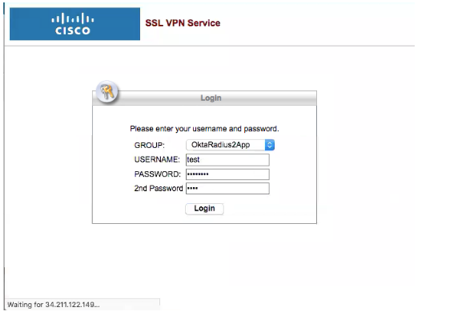 CISCO
SSL VPN Service
Login
Please enter your username and password.
GROUP: OktaRadius2App
USERNAME: test
PASSWORD: ••••••••
2nd Password ••••
Login
Waiting for 34.211.122.149...